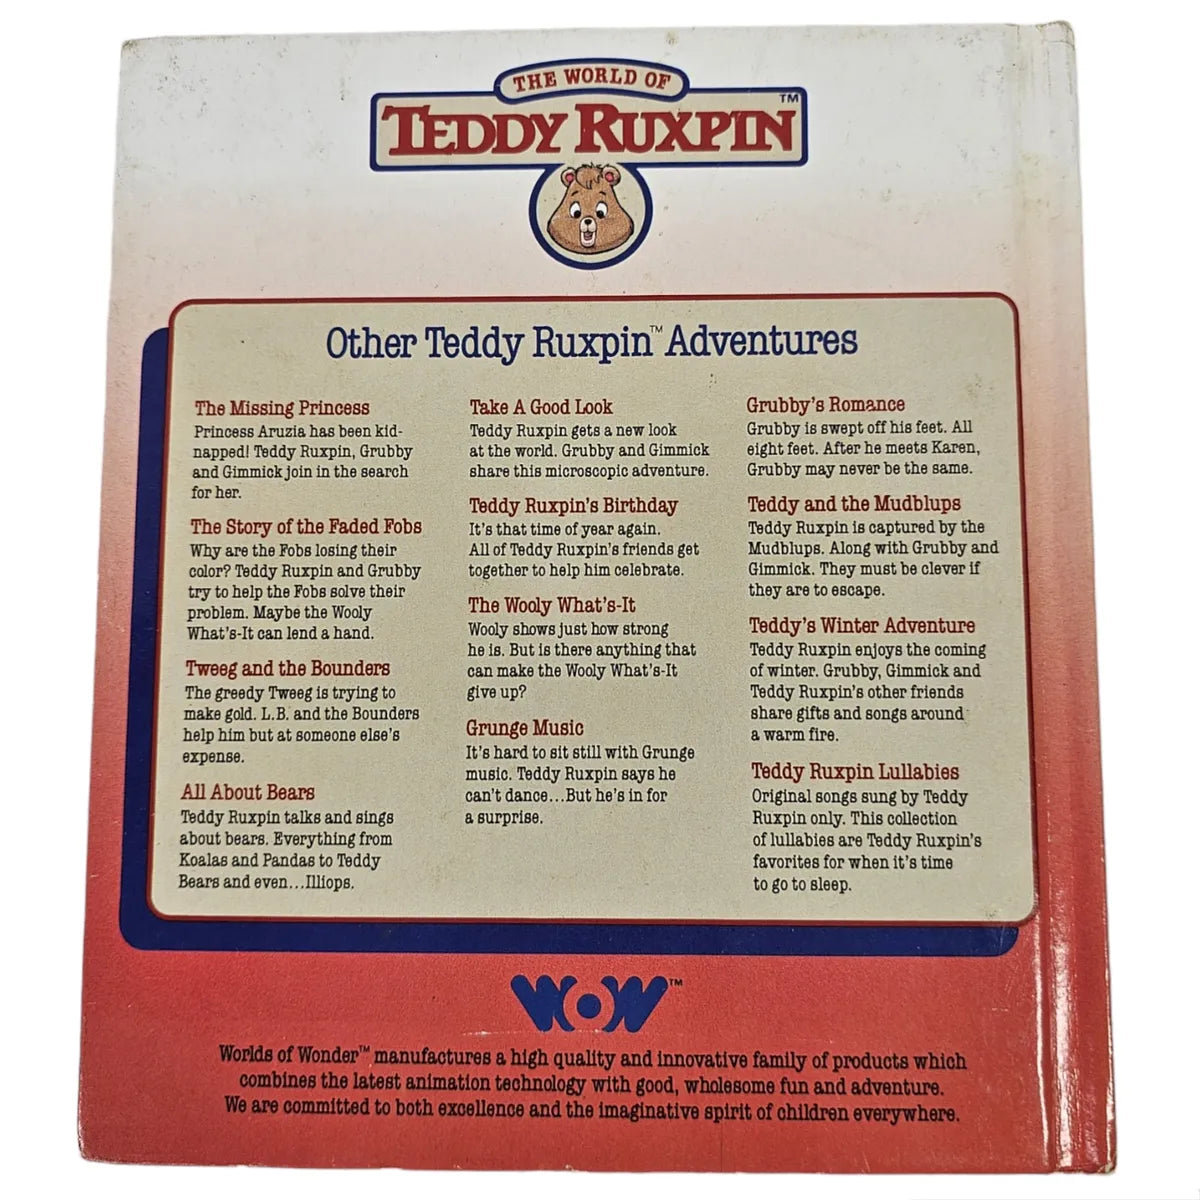 THE WORLD OF
TEDDY RUXPIN™
Other Teddy Ruxpin™ Adventures
The Missing Princess
Princess Aruzia has been kid-
napped! Teddy Ruxpin, Grubby
and Gimmick join in the search
for her.
The Story of the Faded Fobs
Why are the Fobs losing their
color? Teddy Ruxpin and Grubby
try to help the Fobs solve their
problem. Maybe the Wooly
What's-It can lend a hand.
Tweeg and the Bounders
The greedy Tweeg is trying to
make gold. L.B. and the Bounders
help him but at someone else's
expense.
All About Bears
Teddy Ruxpin talks and sings
about bears. Everything from
Koalas and Pandas to Teddy
Bears and even...Illiops.
Take A Good Look
Teddy Ruxpin gets a new look
at the world. Grubby and Gimmick
share this microscopic adventure.
Teddy Ruxpin's Birthday
It's that time of year again.
All of Teddy Ruxpin's friends get
together to help him celebrate.
The Wooly What's-It
Wooly shows just how strong
he is. But is there anything that
can make the Wooly What's-It
give up?
Grunge Music
It's hard to sit still with Grunge
music. Teddy Ruxpin says he
can't dance...But he's in for
a surprise.
Grubby's Romance
Grubby is swept off his feet. All
eight feet. After he meets Karen,
Grubby may never be the same.
Teddy and the Mudblups
Teddy Ruxpin is captured by the
Mudblups. Along with Grubby and
Gimmick. They must be clever if
they are to escape.
Teddy's Winter Adventure
Teddy Ruxpin enjoys the coming
of winter. Grubby, Gimmick and
Teddy Ruxpin's other friends
share gifts and songs around
a warm fire.
Teddy Ruxpin Lullabies
Original songs sung by Teddy
Ruxpin only. This collection
of lullabies are Teddy Ruxpin's
favorites for when it's time
to go to sleep.
WOW™
Worlds of Wonder™ manufactures a high quality and innovative family of products which
combines the latest animation technology with good, wholesome fun and adventure.
We are committed to both excellence and the imaginative spirit of children everywhere.